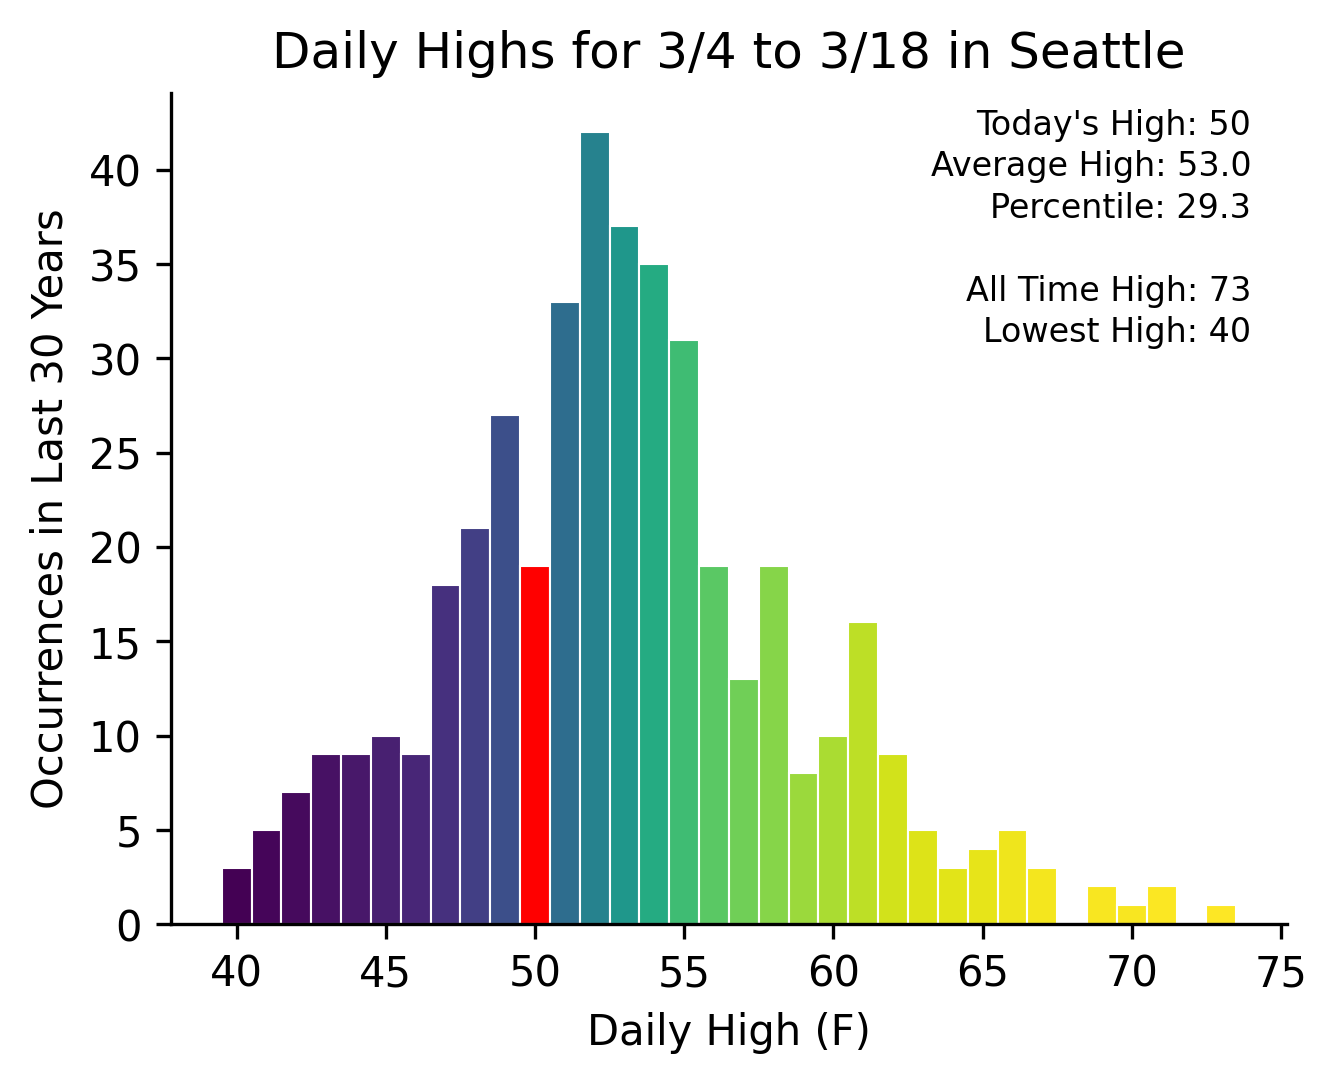 Daily Highs for 3/4 to 3/18 in Seattle
Today's High: 50
Average High: 53.0
Percentile: 29.3
All Time High: 73
Lowest High: 40
Occurrences in Last 30 Years
40
35
30
25
20
15
10
5
0
40 45 50 55 60 65 70 75
Daily High (F)